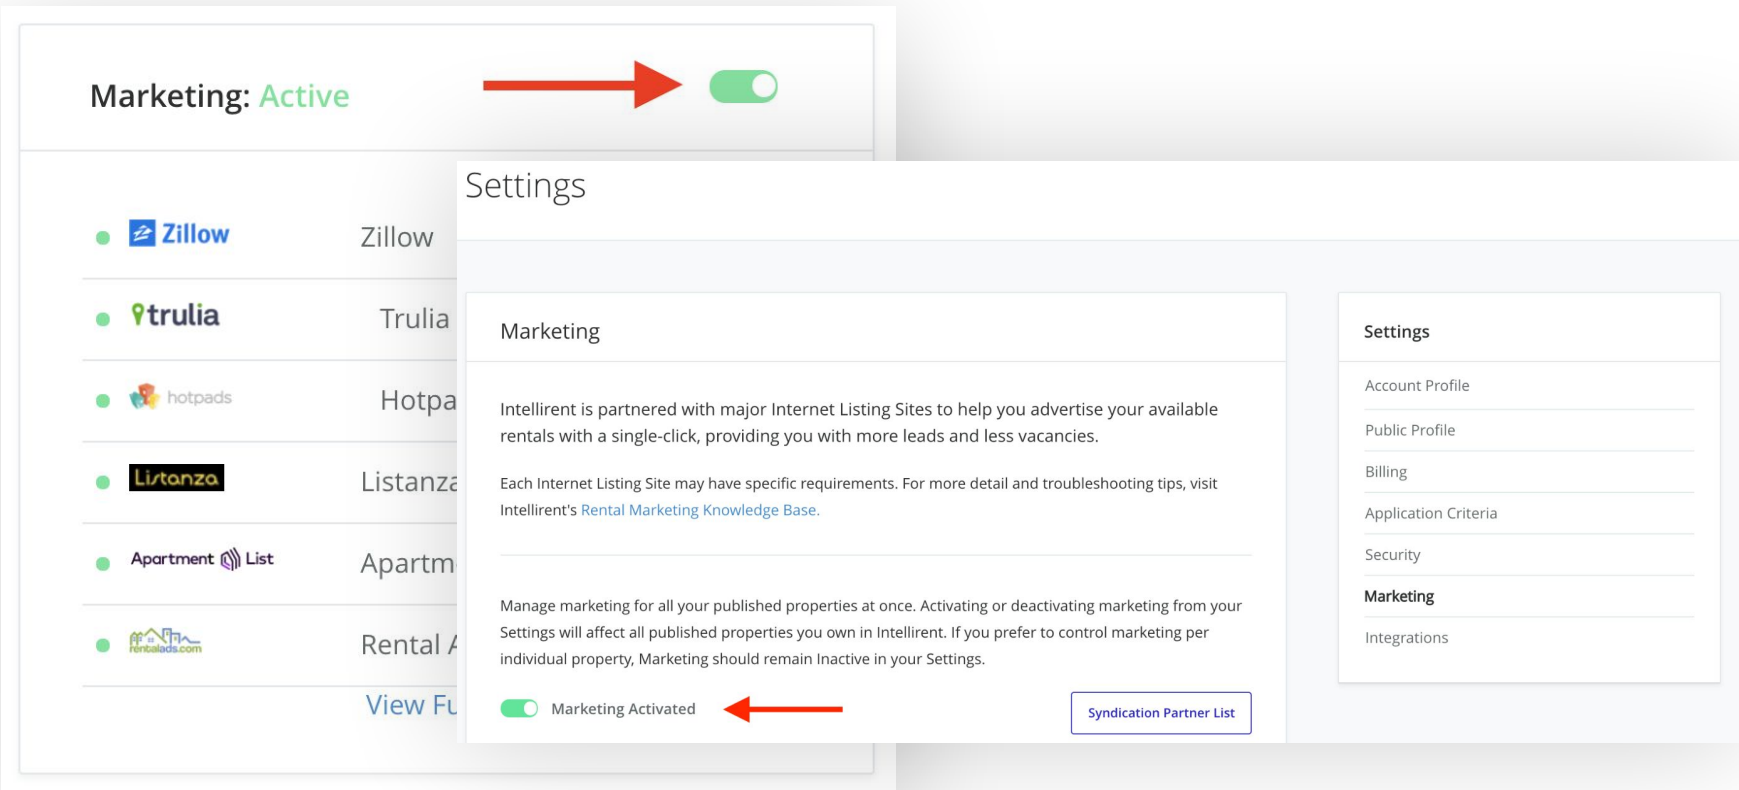 Marketing: Active
Zillow Zillow
trulia Trulia
hotpads Hotpa
Listanza Listanza
Apartment List Apartm
rentalads.com Rental A
View Fu
Settings
Marketing
Intellirent is partnered with major Internet Listing Sites to help you advertise your available
rentals with a single-click, providing you with more leads and less vacancies.
Each Internet Listing Site may have specific requirements. For more detail and troubleshooting tips, visit
Intellirent's Rental Marketing Knowledge Base.
Manage marketing for all your published properties at once. Activating or deactivating marketing from your
Settings will affect all published properties you own in Intellirent. If you prefer to control marketing per
individual property, Marketing should remain Inactive in your Settings.
Marketing Activated
Syndication Partner List
Settings
Account Profile
Public Profile
Billing
Application Criteria
Security
Marketing
Integrations